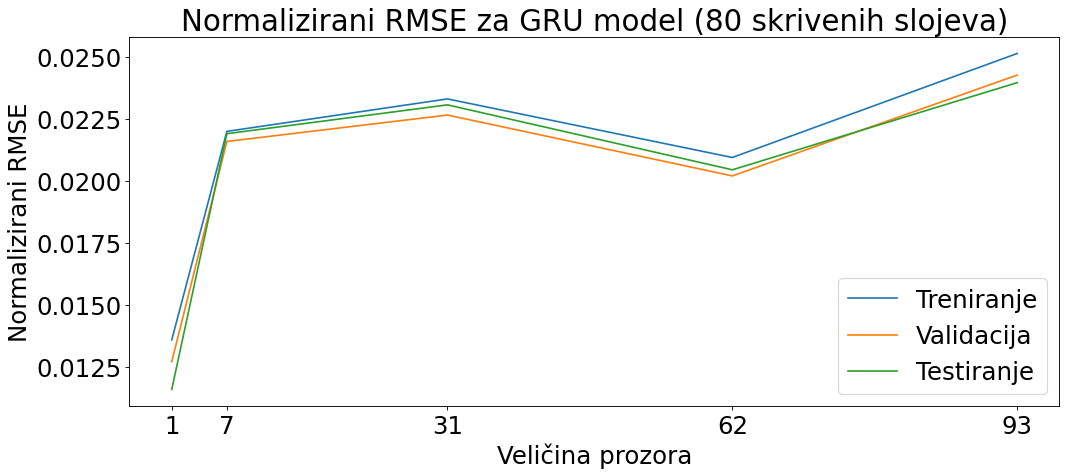 Normalizirani RMSE za GRU model (80 skrivenih slojeva)
Normalizirani RMSE
0.0250
0.0225
0.0200
0.0175
0.0150
0.0125
Treniranje
Validacija
Testiranje
1 7 31 62 93
Veličina prozora